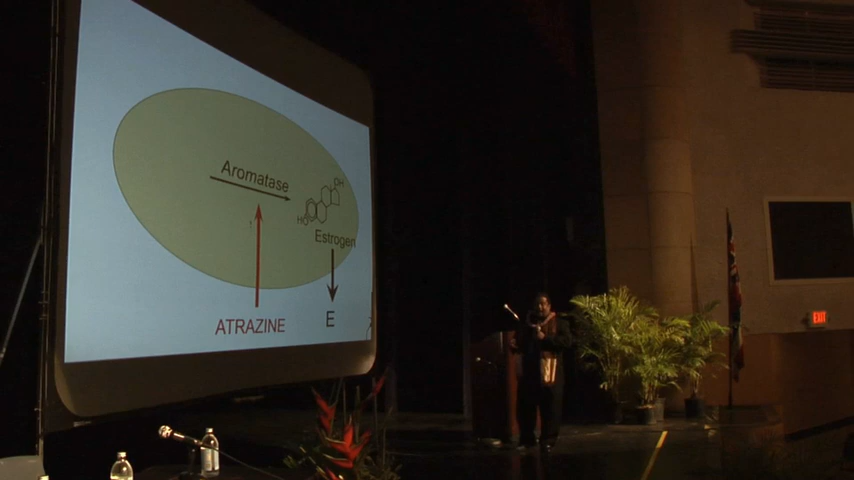 Aromatase
OH
HO
Estrogen
ATRAZINE
E
EXIT